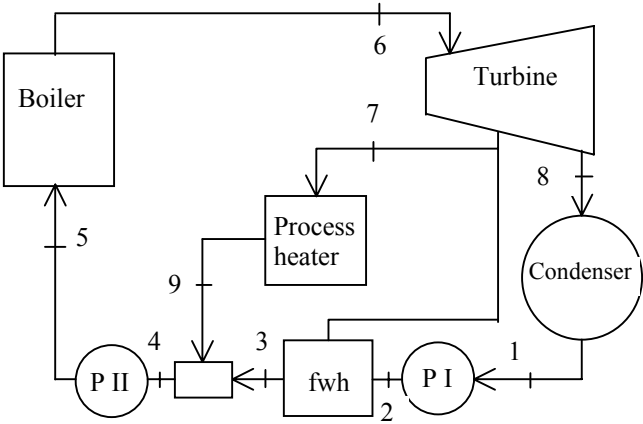 6
Turbine
Boiler
7
8
Process
heater
5
Condenser
9
4
3
1
P II
fwh
P I
2